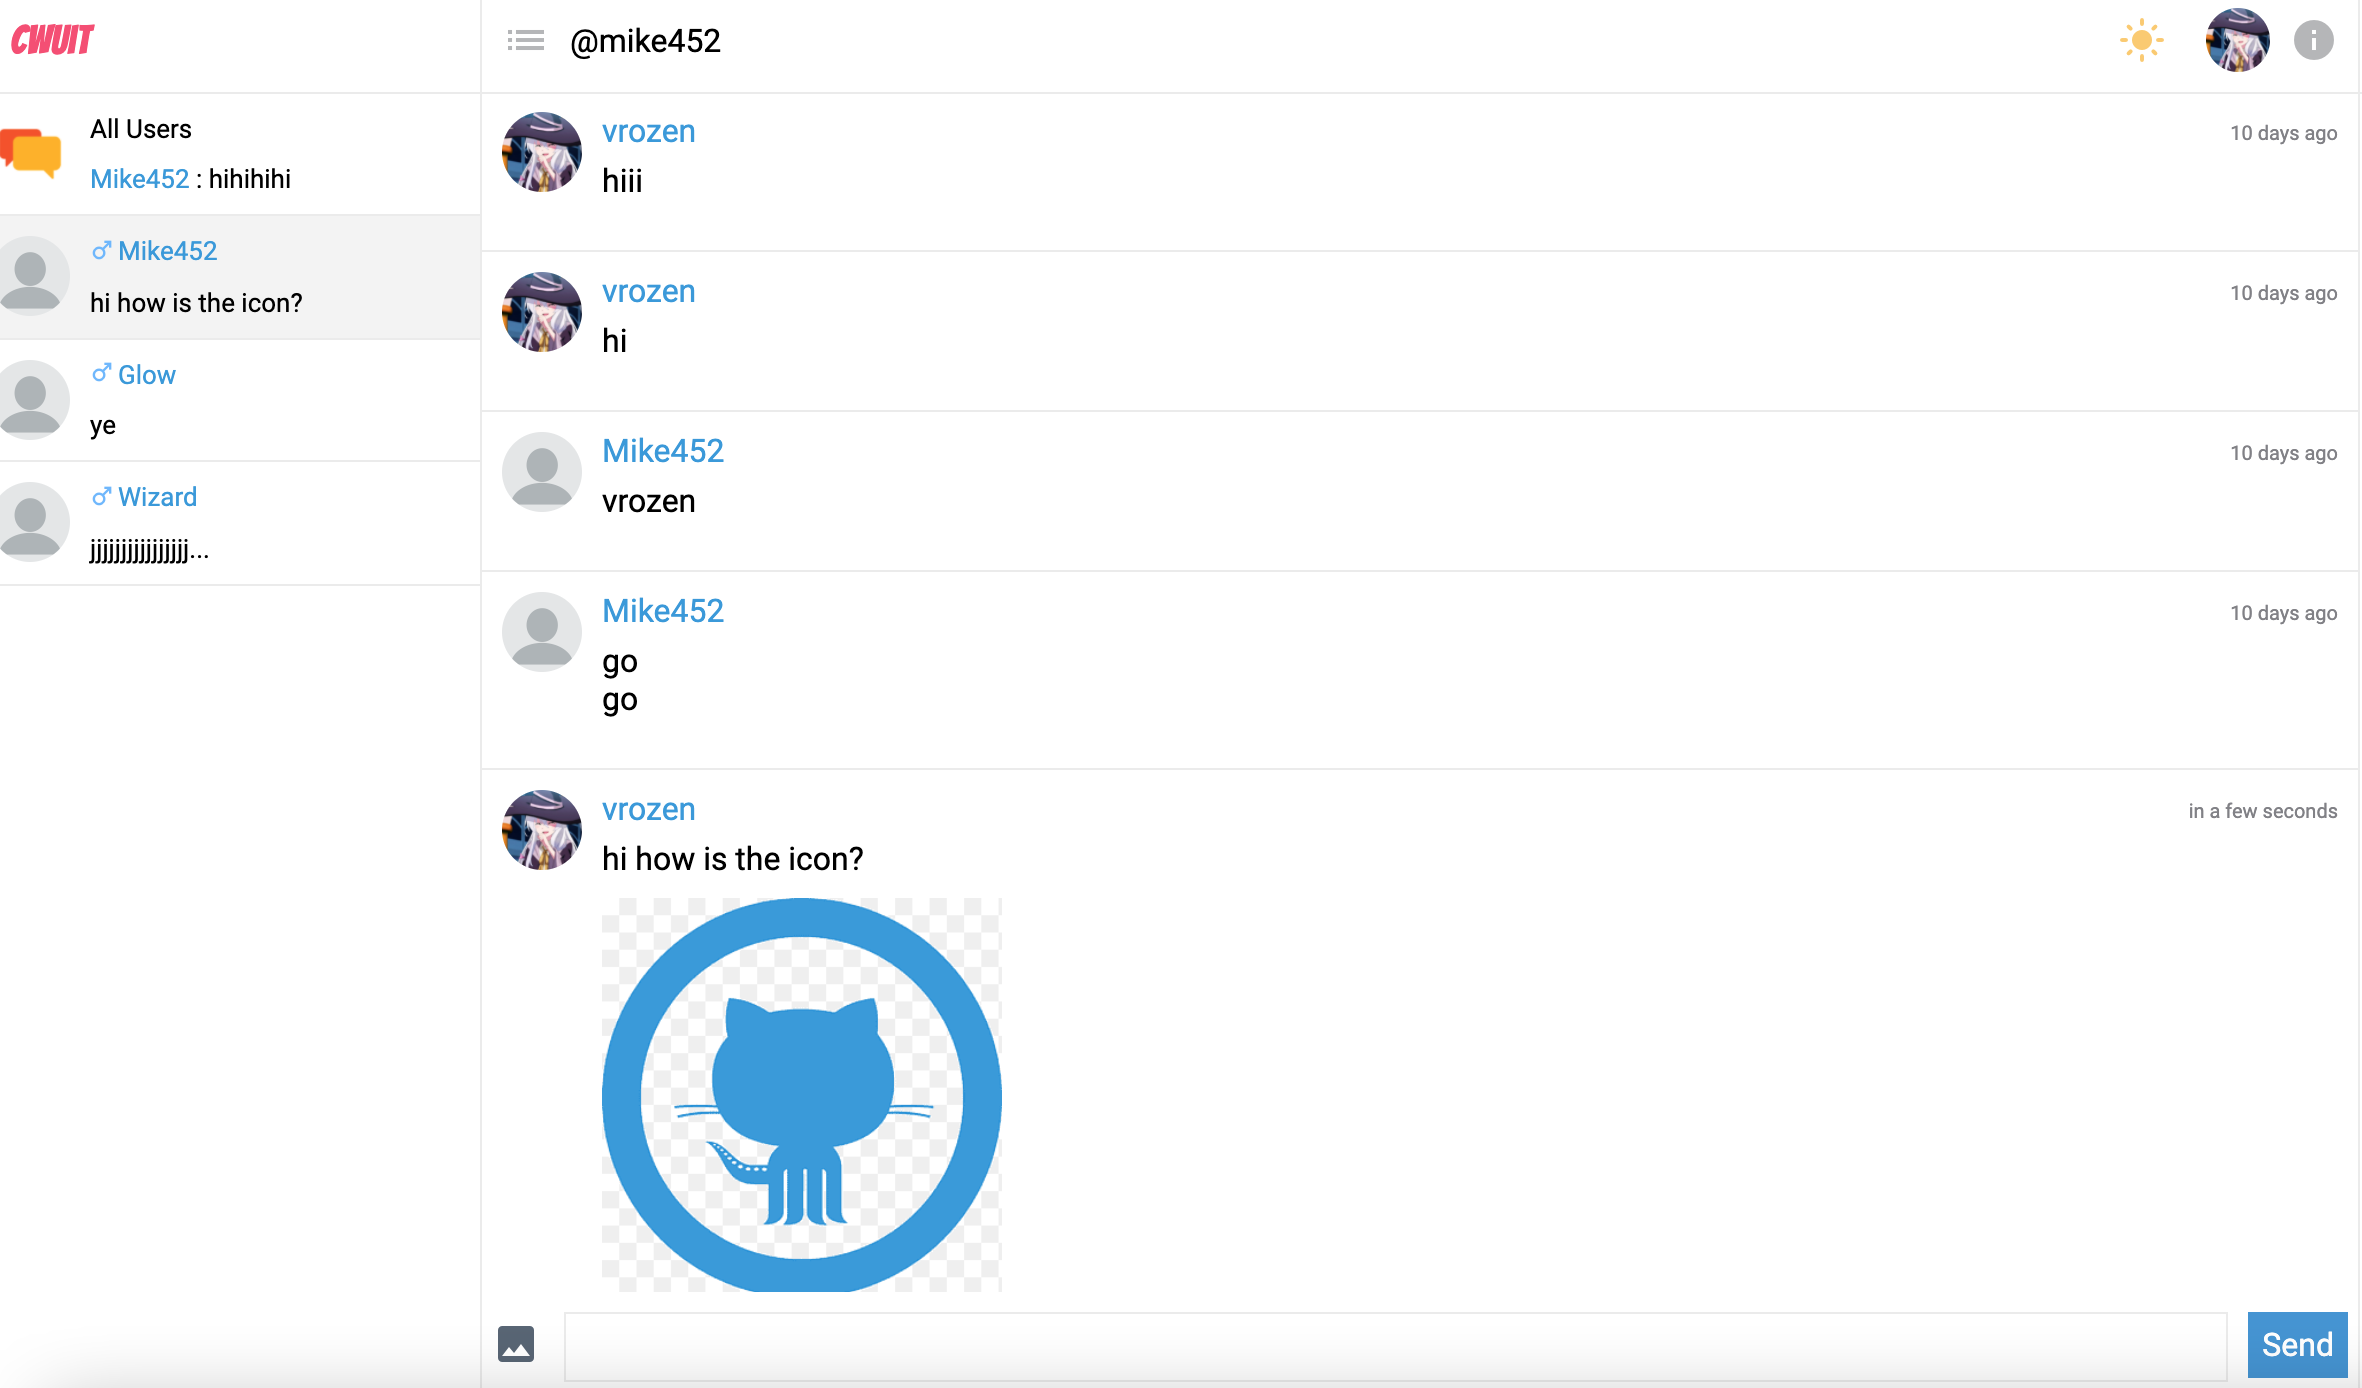 CWUIT
@mike452
All Users
Mike452 : hihihihi
Mike452
hi how is the icon?
Glow
ye
Wizard
jjjjjjjjjjjjjjjj...
vrozen
10 days ago
hiii
vrozen
10 days ago
hi
Mike452
10 days ago
vrozen
Mike452
10 days ago
go
go
vrozen
in a few seconds
hi how is the icon?
Send